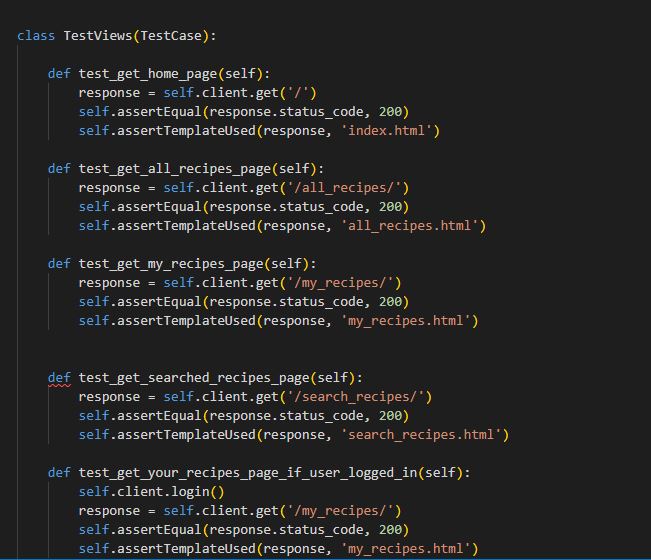 class TestViews(TestCase):
def test_get_home_page(self):
response = self.client.get('/')
self.assertEqual(response.status_code, 200)
self.assertTemplateUsed(response, 'index.html')
def test_get_all_recipes_page(self):
response = self.client.get('/all_recipes/')
self.assertEqual(response.status_code, 200)
self.assertTemplateUsed(response, 'all_recipes.html')
def test_get_my_recipes_page(self):
response = self.client.get('/my_recipes/')
self.assertEqual(response.status_code, 200)
self.assertTemplateUsed(response, 'my_recipes.html')
def test_get_searched_recipes_page(self):
response = self.client.get('/search_recipes/')
self.assertEqual(response.status_code, 200)
self.assertTemplateUsed(response, 'search_recipes.html')
def test_get_your_recipes_page_if_user_logged_in(self):
self.client.login()
response = self.client.get('/my_recipes/')
self.assertEqual(response.status_code, 200)
self.assertTemplateUsed(response, 'my_recipes.html')